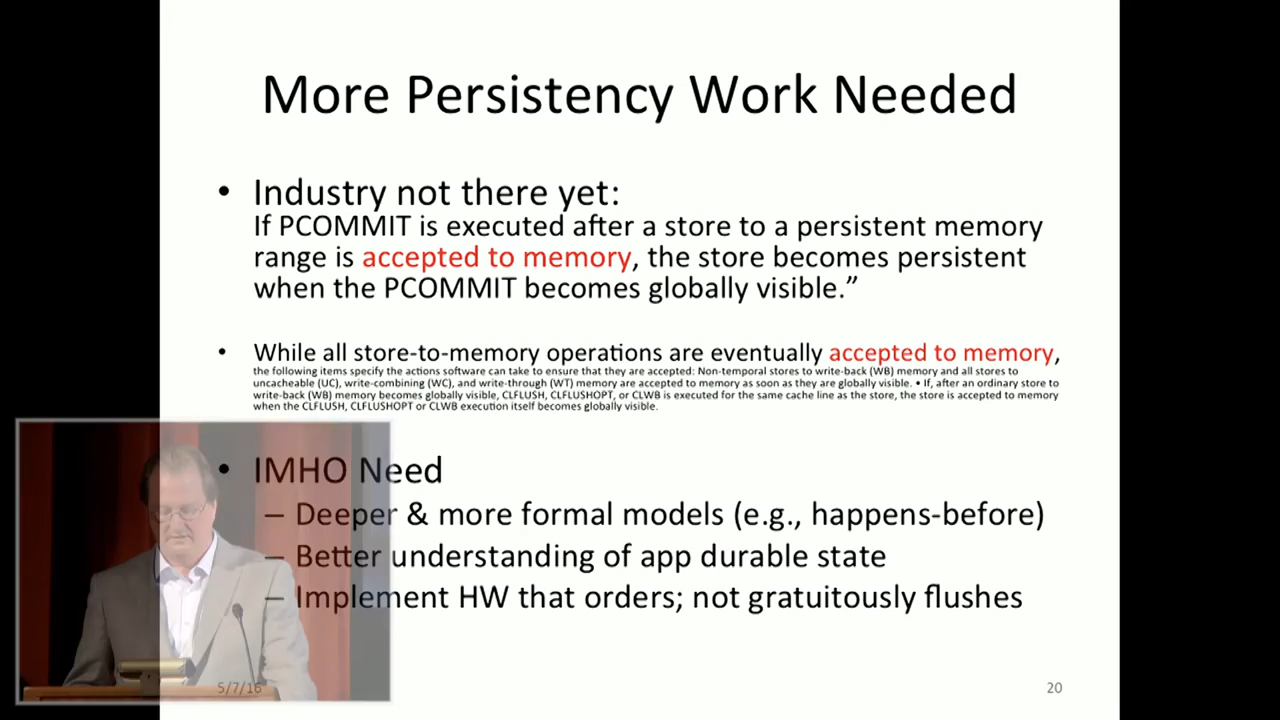 More Persistency Work Needed
• Industry not there yet:
If PCOMMIT is executed after a store to a persistent memory
range is accepted to memory, the store becomes persistent
when the PCOMMIT becomes globally visible.”
• While all store-to-memory operations are eventually accepted to memory,
the following items specify the actions software can take to ensure that they are accepted: Non-temporal stores to write-back (WB) memory and all stores to
uncacheable (UC), write-combining (WC), and write-through (WT) memory are accepted to memory as soon as they are globally visible. • If, after an ordinary store to
write-back (WB) memory becomes globally visible, CLFLUSH, CLFLUSHOPT, or CLWB is executed for the same cache line as the store, the store is accepted to memory
when the CLFLUSH, CLFLUSHOPT or CLWB execution itself becomes globally visible.
• IMHO Need
– Deeper & more formal models (e.g., happens-before)
– Better understanding of app durable state
– Implement HW that orders; not gratuitously flushes
5/7/16
20